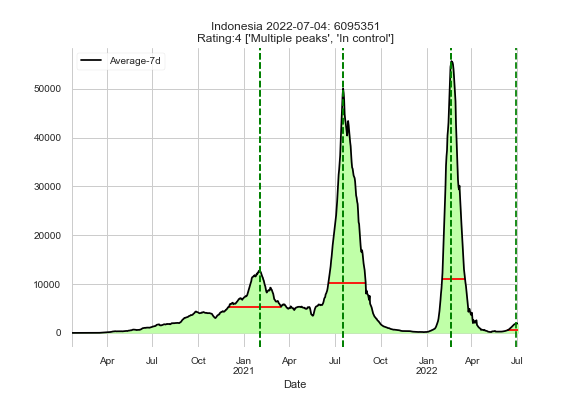 Indonesia 2022-07-04: 6095351
Rating:4 ['Multiple peaks', 'In control']
Average-7d
50000
40000
30000
20000
10000
0
Apr Jul Oct Jan Apr Jul Oct Jan Apr Jul
2021 2022
Date